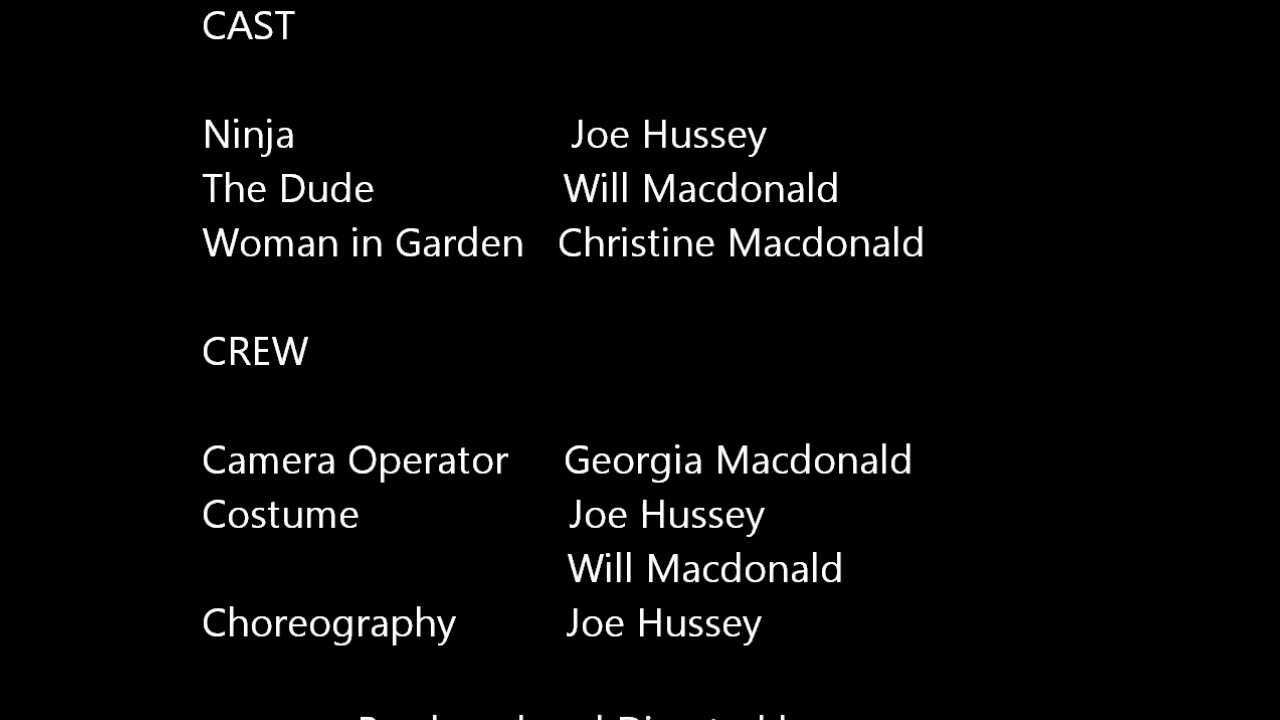 CAST
Ninja Joe Hussey
The Dude Will Macdonald
Woman in Garden Christine Macdonald
CREW
Camera Operator Georgia Macdonald
Costume Joe Hussey
Will Macdonald
Choreography Joe Hussey